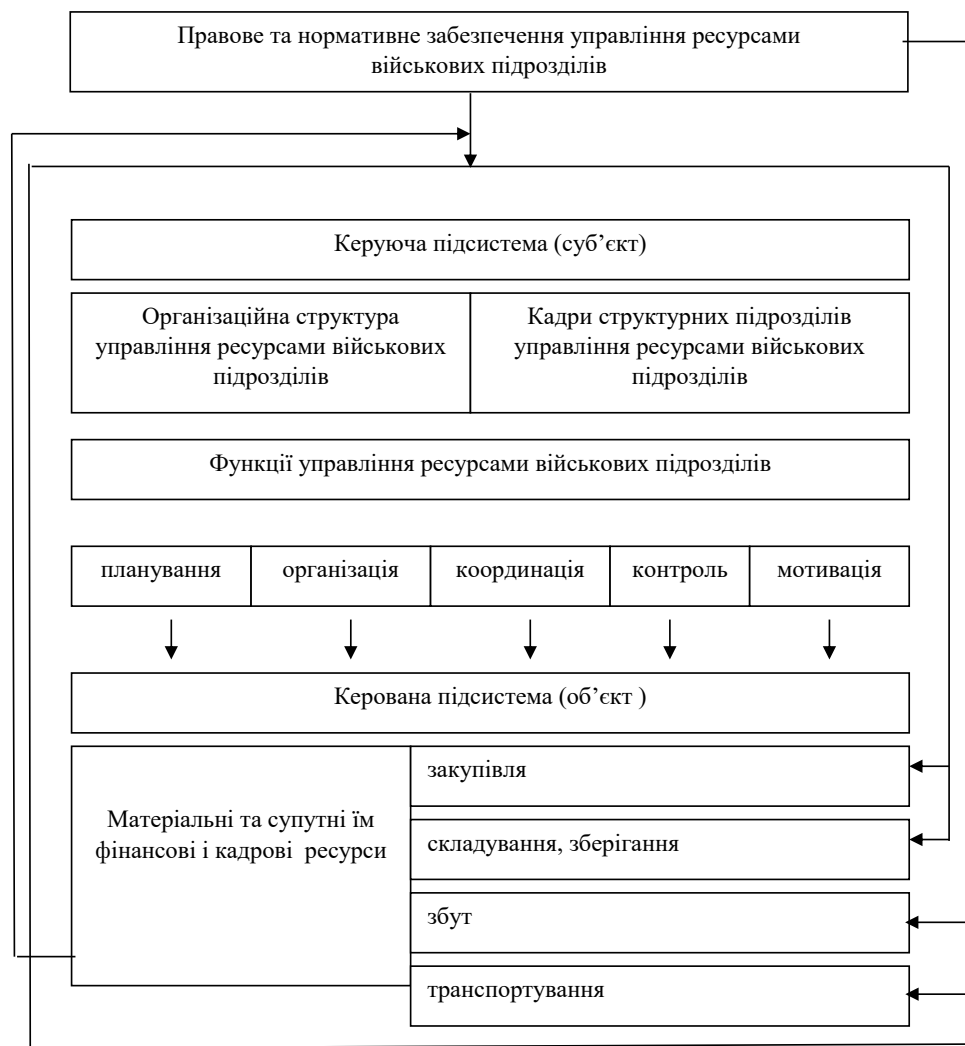 Правове та нормативне забезпечення управління ресурсами
військових підрозділів
Керуюча підсистема (суб’єкт)
Організаційна структура
управління ресурсами військових
підрозділів
Кадри структурних підрозділів
управління ресурсами військових
підрозділів
Функції управління ресурсами військових підрозділів
планування
організація
координація
контроль
мотивація
Керована підсистема (об’єкт )
Матеріальні та супутні їм
фінансові і кадрові ресурси
закупівля
складування, зберігання
збут
транспортування